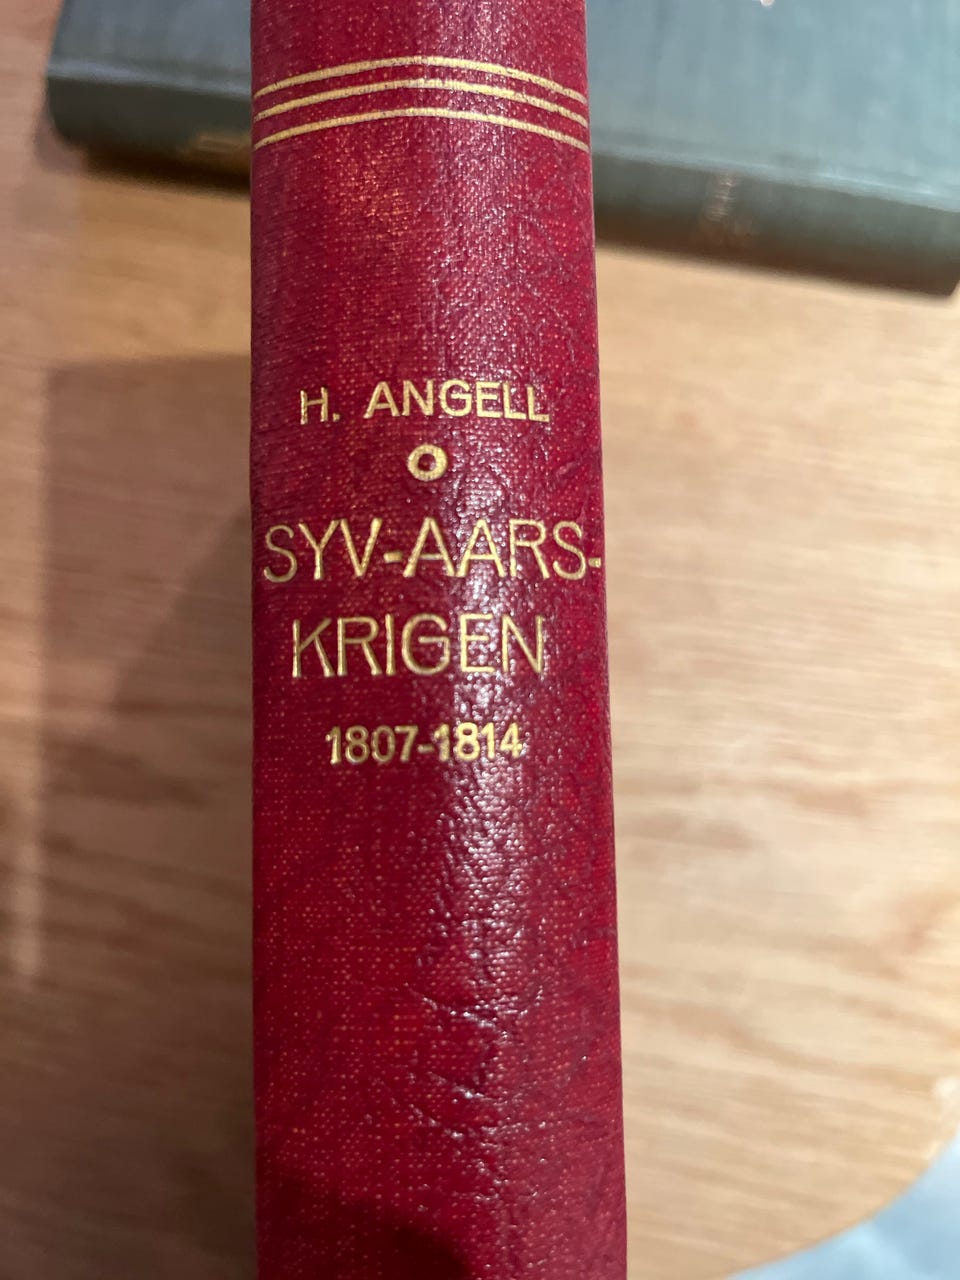 H. ANGELL
SYV-AARS-
KRIGEN
1807-1814